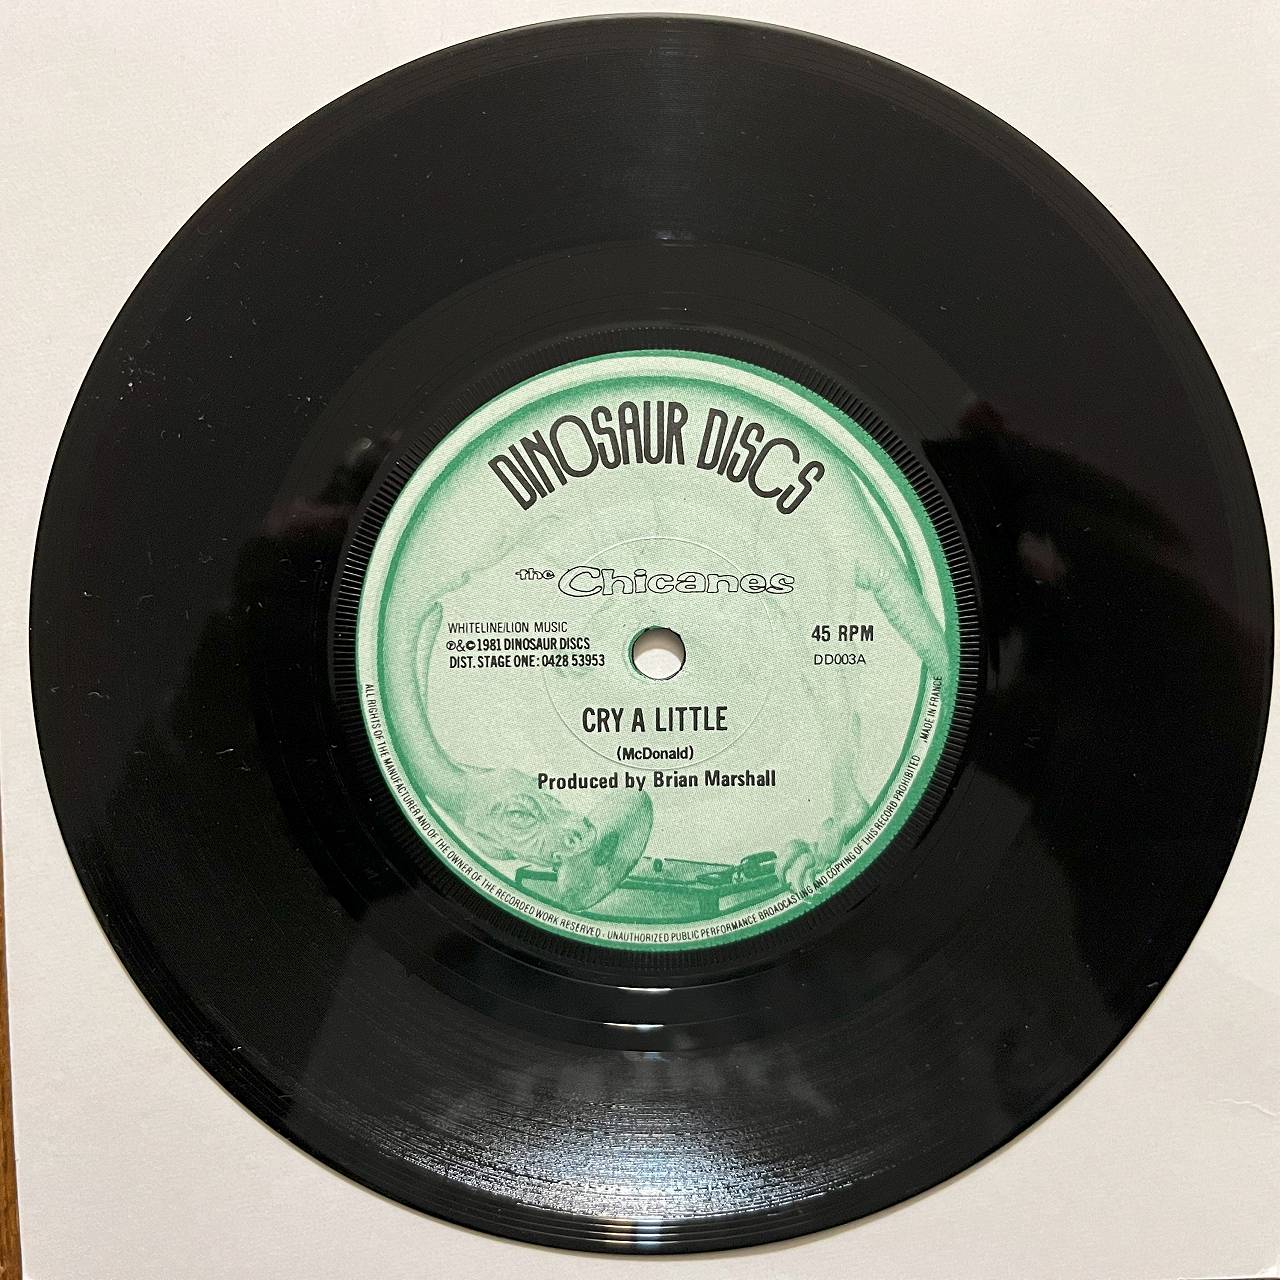 DINOSAUR DISCS
the Chicanes
WHITELINE/LION MUSIC
℗&©1981 DINOSAUR DISCS
DIST. STAGE ONE: 0428 53953
45 RPM
DD003A
CRY A LITTLE
(McDonald)
Produced by Brian Marshall
ALL RIGHTS OF THE MANUFACTURER AND OF THE OWNER OF THE RECORDED WORK RESERVED . UNAUTHORIZED PUBLIC PERFORMANCE BROADCASTING AND COPYING OF THIS RECORD PROHIBITED .MADE IN FRANCE